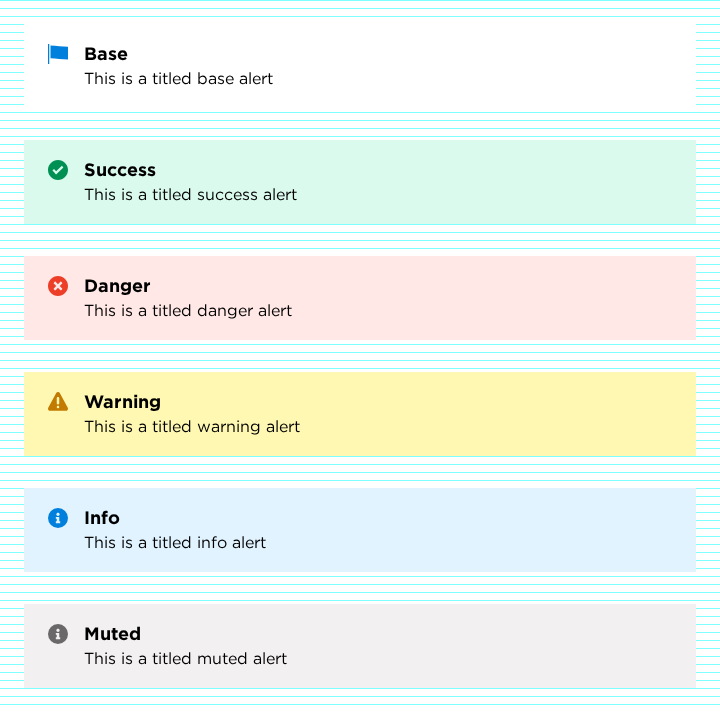 Base
This is a titled base alert
Success
This is a titled success alert
Danger
This is a titled danger alert
Warning
This is a titled warning alert
Info
This is a titled info alert
Muted
This is a titled muted alert